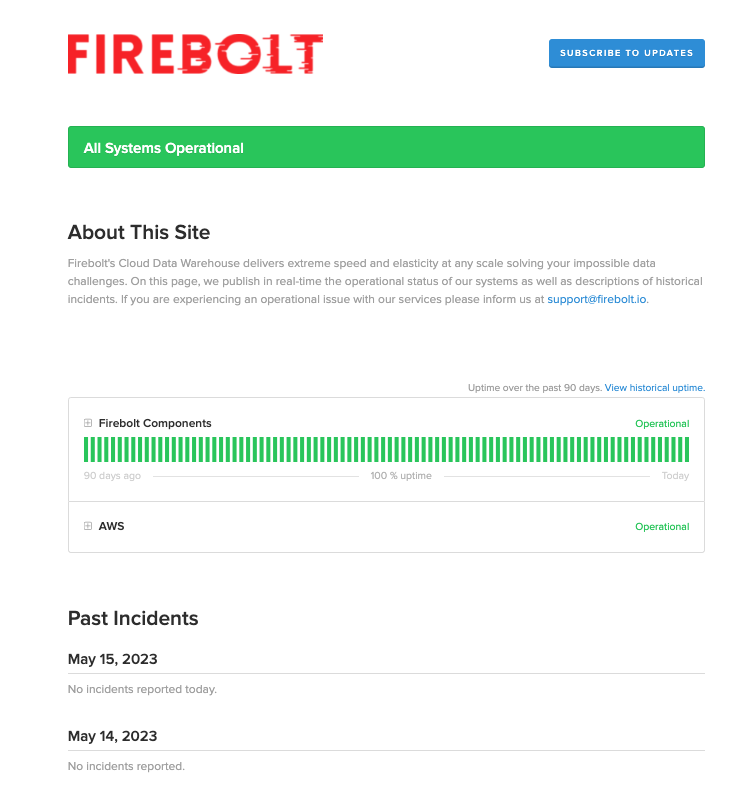 FIREBOLT
SUBSCRIBE TO UPDATES
All Systems Operational
About This Site
Firebolt's Cloud Data Warehouse delivers extreme speed and elasticity at any scale solving your impossible data
challenges. On this page, we publish in real-time the operational status of our systems as well as descriptions of historical
incidents. If you are experiencing an operational issue with our services please inform us at support@firebolt.io.
Uptime over the past 90 days. View historical uptime.
Firebolt Components Operational
90 days ago 100 % uptime Today
AWS Operational
Past Incidents
May 15, 2023
No incidents reported today.
May 14, 2023
No incidents reported.